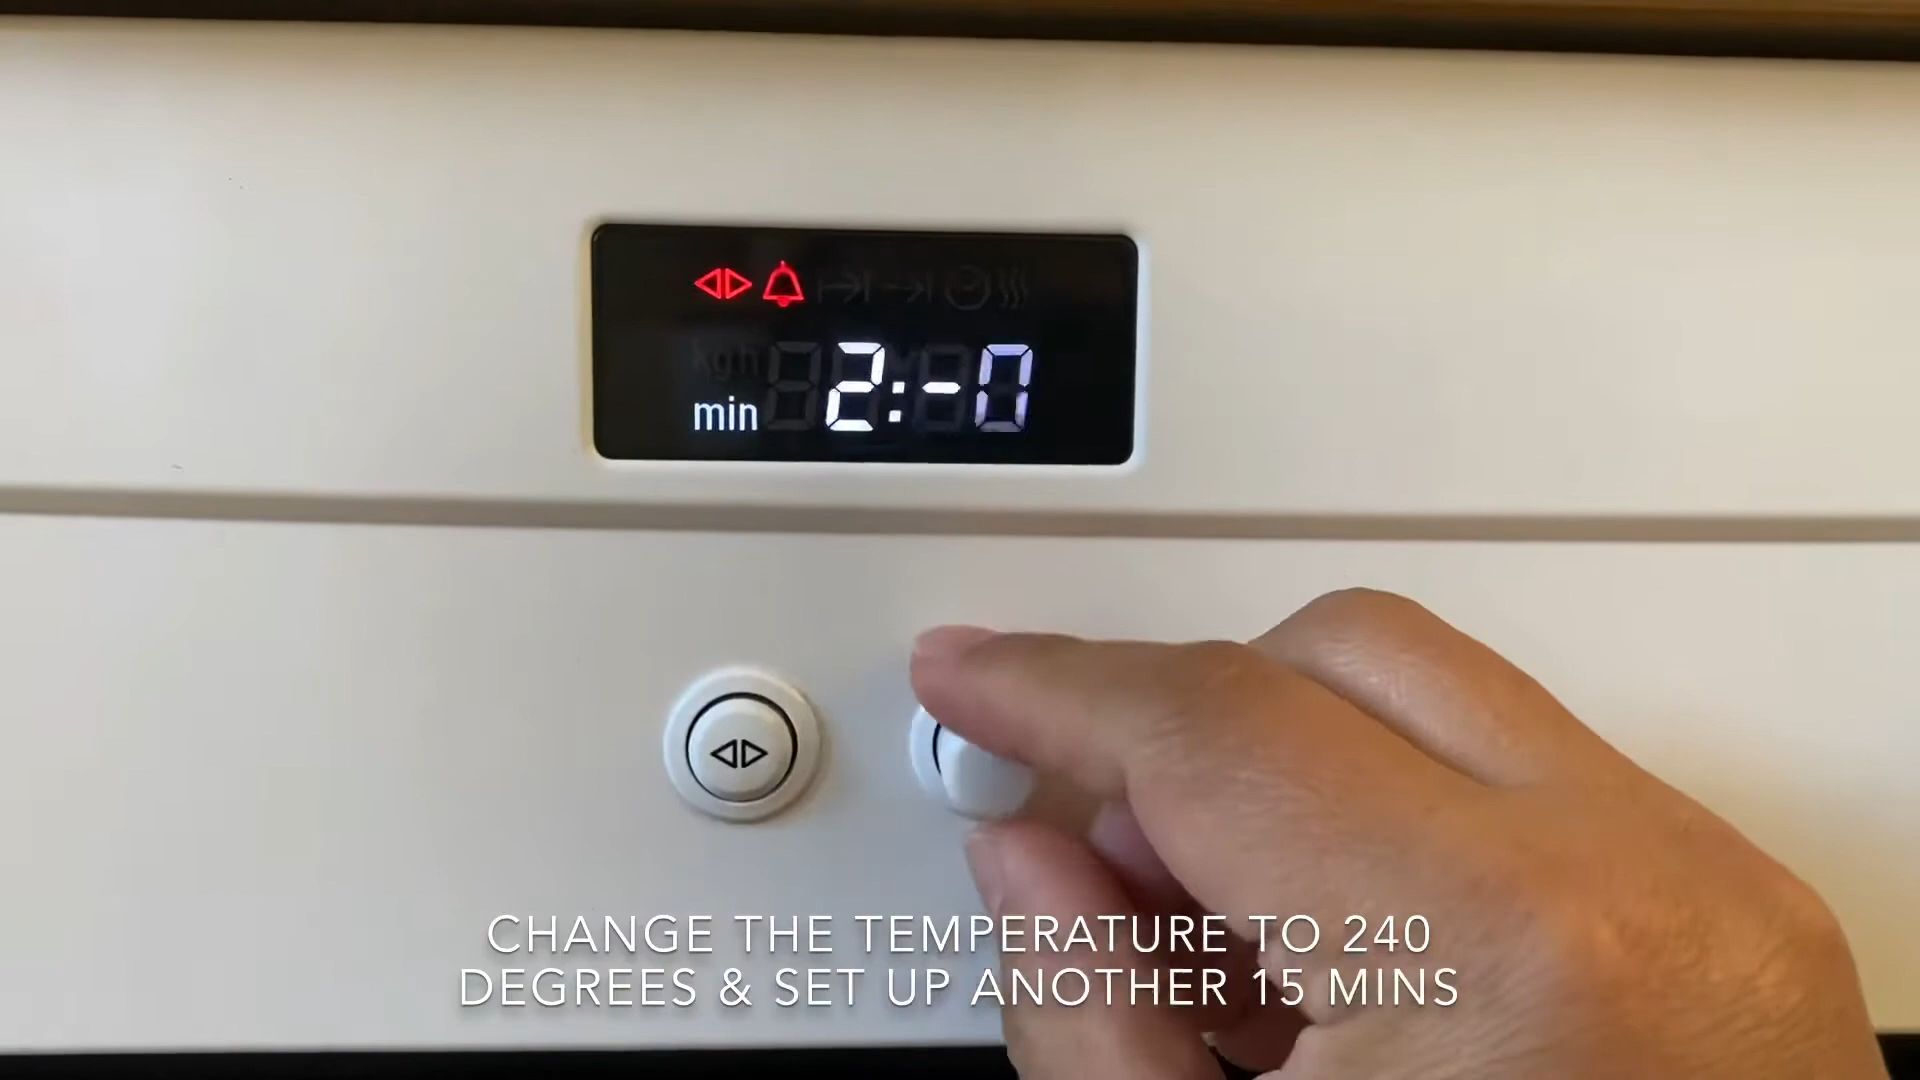 min 2:-0
CHANGE THE TEMPERATURE TO 240
DEGREES & SET UP ANOTHER 15 MINS